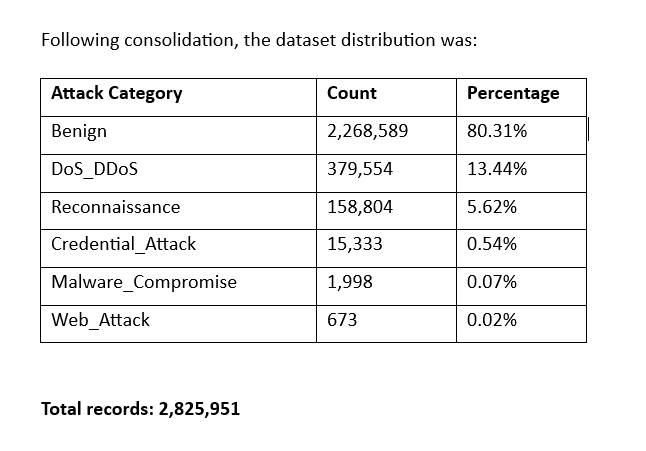 Following consolidation, the dataset distribution was:
Attack Category Count Percentage
Benign 2,268,589 80.31%
DoS_DDoS 379,554 13.44%
Reconnaissance 158,804 5.62%
Credential_Attack 15,333 0.54%
Malware_Compromise 1,998 0.07%
Web_Attack 673 0.02%
Total records: 2,825,951